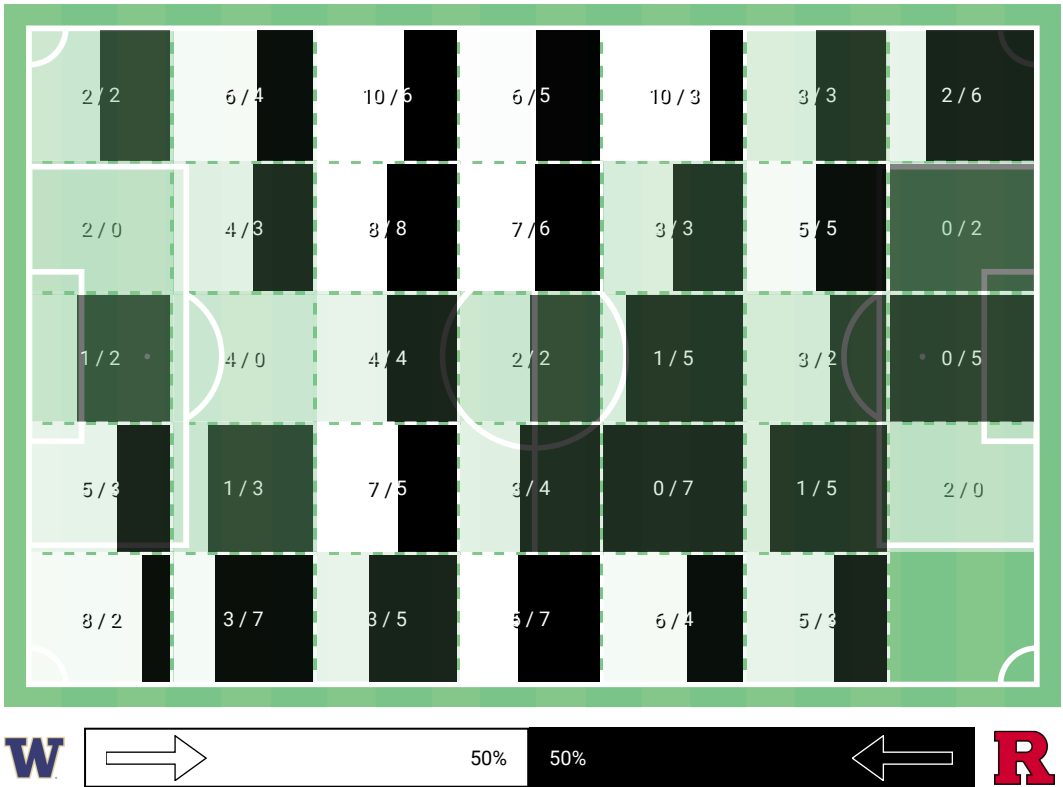 2 / 2 6 / 4 10 / 6 6 / 5 10 / 3 3 / 3 2 / 6
2 / 0 4 / 3 8 / 8 7 / 6 3 / 3 5 / 5 0 / 2
1 / 2 4 / 0 4 / 4 2 / 2 1 / 5 3 / 2 0 / 5
5 / 3 1 / 3 7 / 5 3 / 4 0 / 7 1 / 5 2 / 0
8 / 2 3 / 7 3 / 5 5 / 7 6 / 4 5 / 3
W 50% 50% R